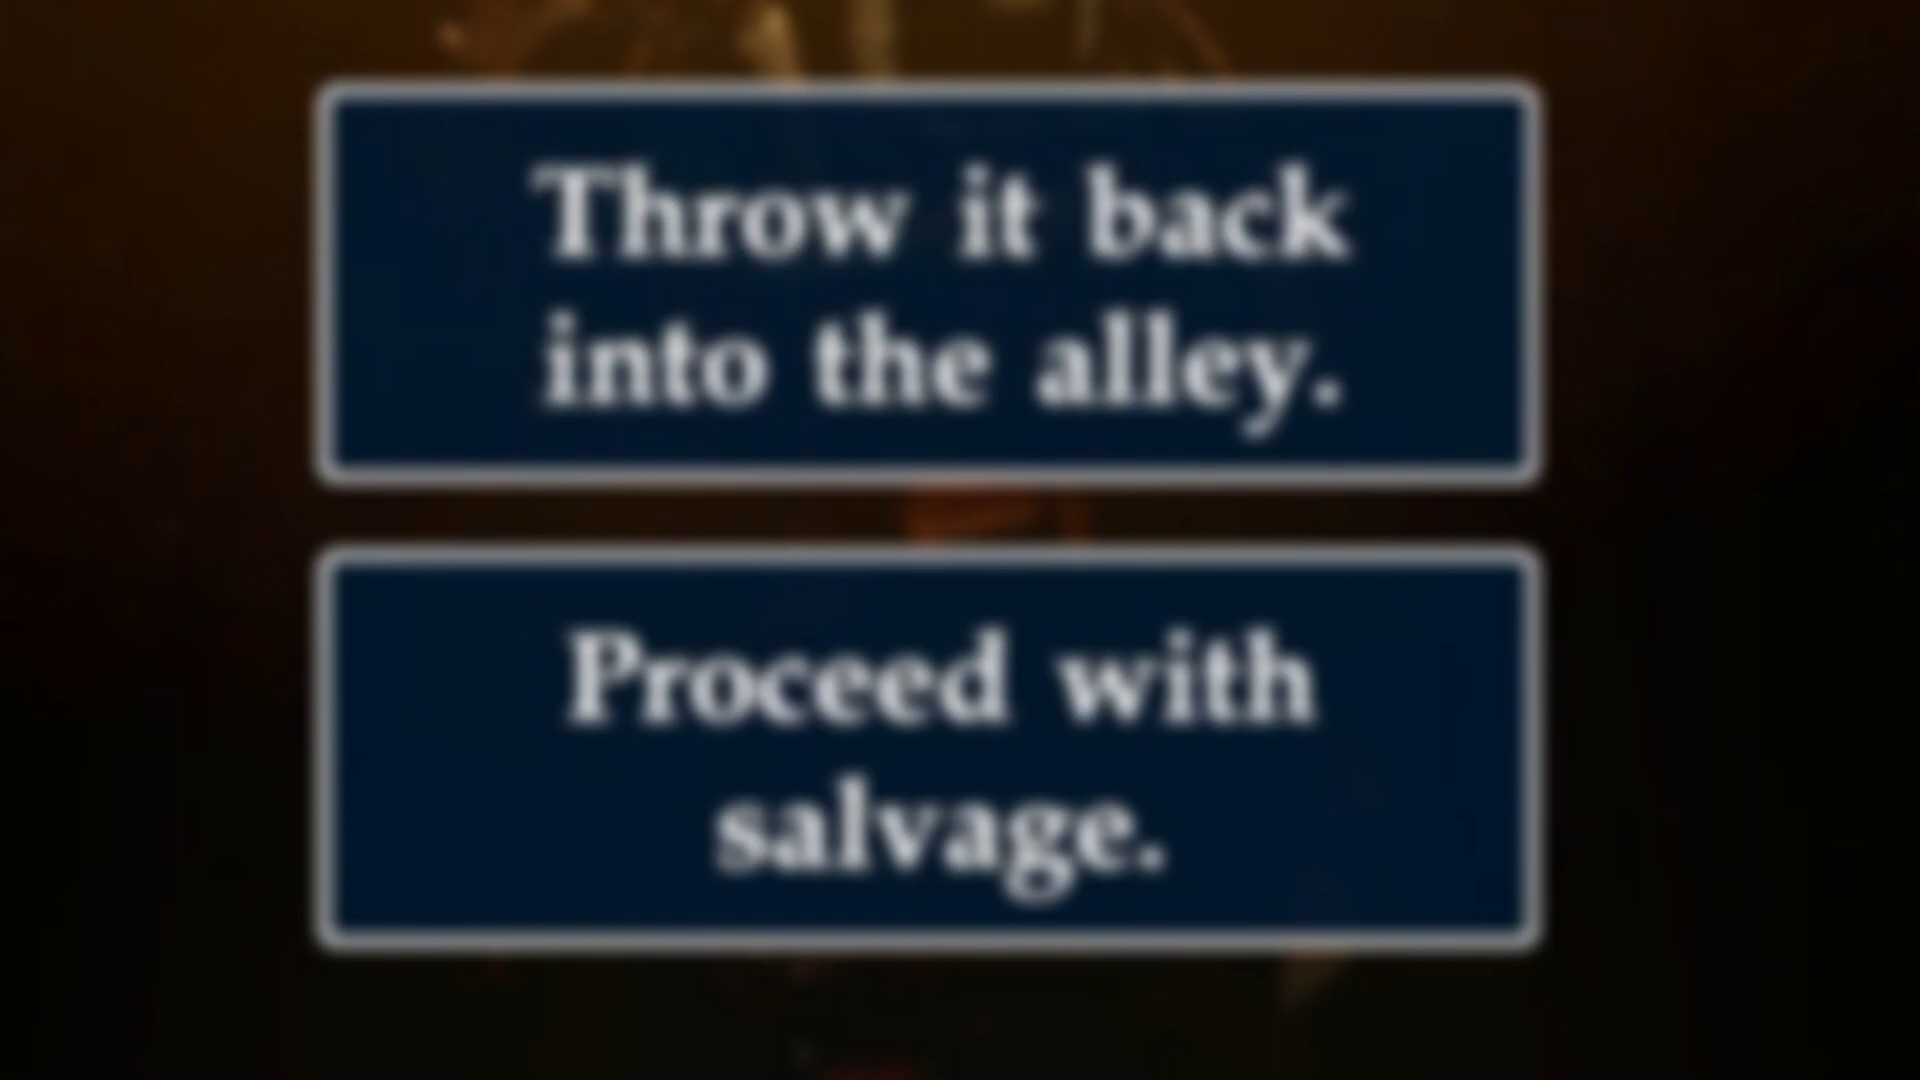 Throw it back
into the alley.
Proceed with
salvage.